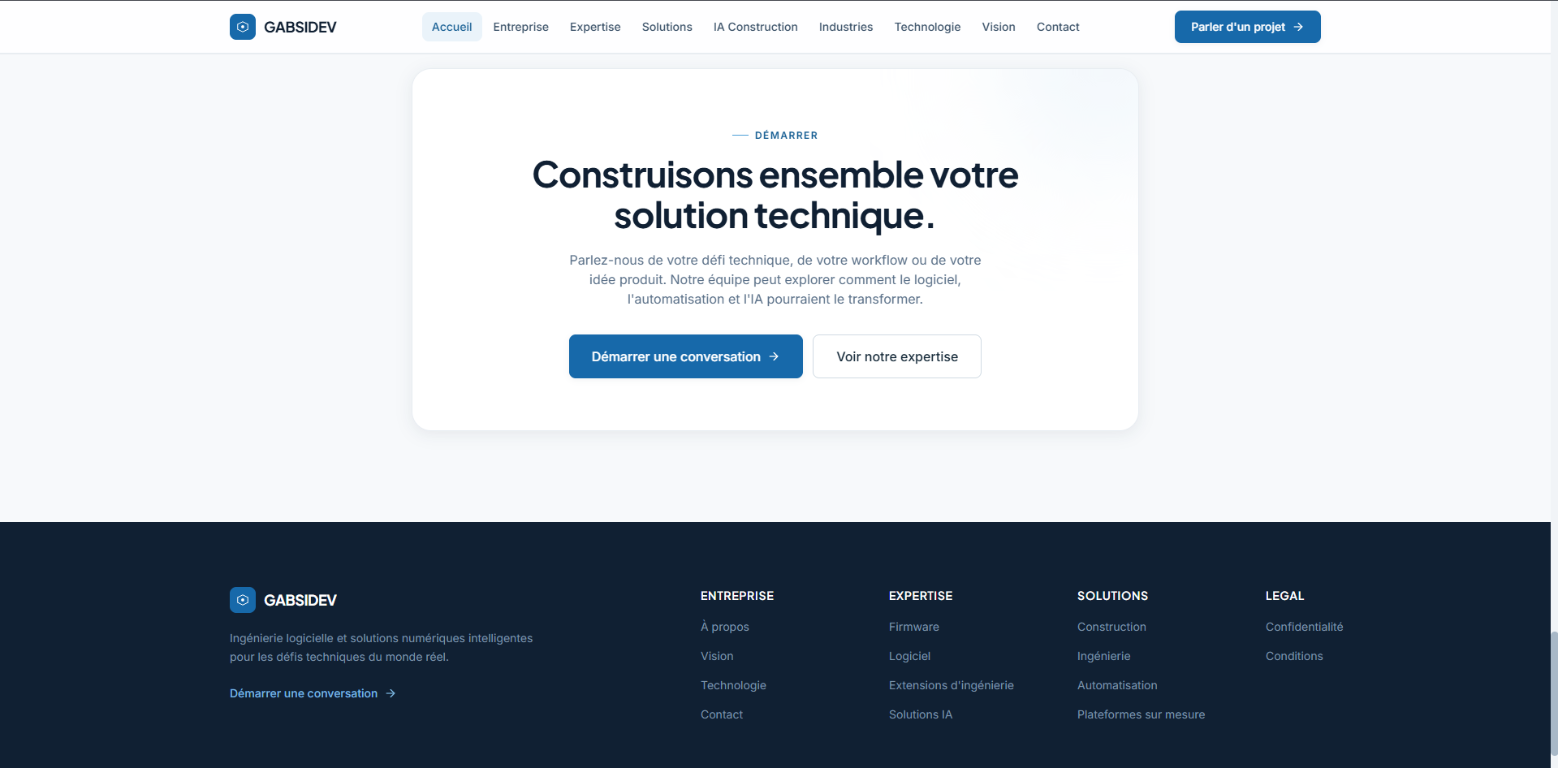 GABSIDEV
Accueil
Entreprise
Expertise
Solutions
IA Construction
Industries
Technologie
Vision
Contact
Parler d'un projet →
DÉMARRER
Construisons ensemble votre
solution technique.
Parlez-nous de votre défi technique, de votre workflow ou de votre
idée produit. Notre équipe peut explorer comment le logiciel,
l'automatisation et l'IA pourraient le transformer.
Démarrer une conversation →
Voir notre expertise
GABSIDEV
Ingénierie logicielle et solutions numériques intelligentes
pour les défis techniques du monde réel.
Démarrer une conversation →
ENTREPRISE
À propos
Vision
Technologie
Contact
EXPERTISE
Firmware
Logiciel
Extensions d'ingénierie
Solutions IA
SOLUTIONS
Construction
Ingénierie
Automatisation
Plateformes sur mesure
LEGAL
Confidentialité
Conditions